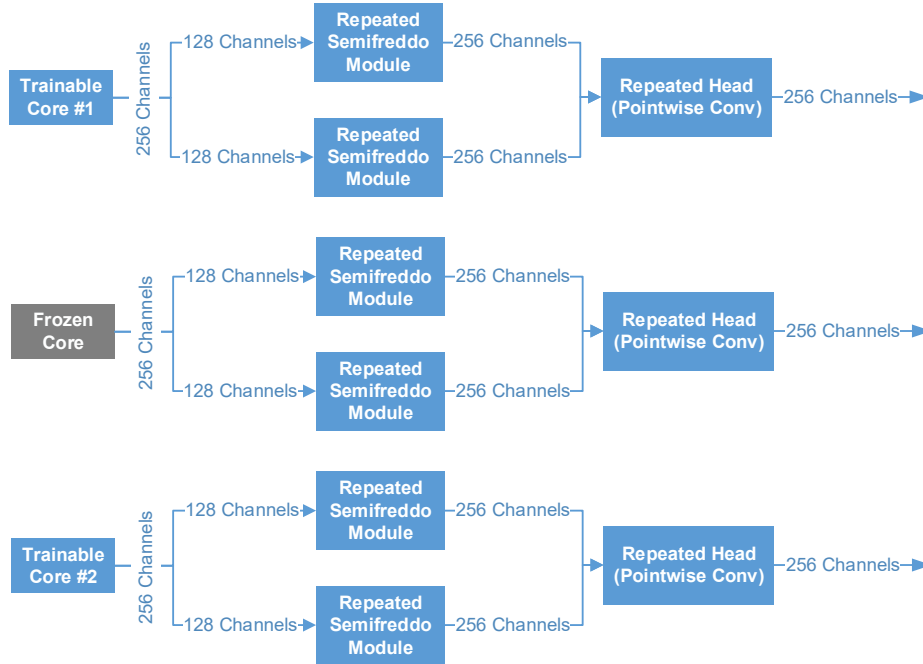 Trainable
Core #1
256 Channels
128 Channels
Repeated
Semifreddo
Module
256 Channels
128 Channels
Repeated
Semifreddo
Module
256 Channels
Repeated Head
(Pointwise Conv)
256 Channels
Frozen
Core
256 Channels
128 Channels
Repeated
Semifreddo
Module
256 Channels
128 Channels
Repeated
Semifreddo
Module
256 Channels
Repeated Head
(Pointwise Conv)
256 Channels
Trainable
Core #2
256 Channels
128 Channels
Repeated
Semifreddo
Module
256 Channels
128 Channels
Repeated
Semifreddo
Module
256 Channels
Repeated Head
(Pointwise Conv)
256 Channels